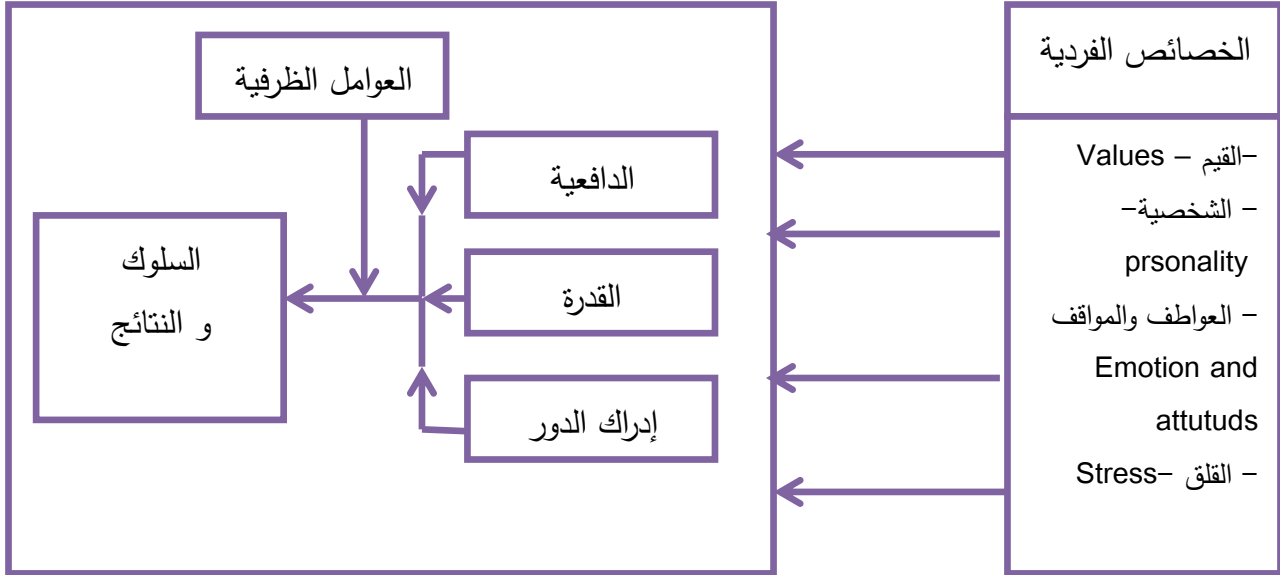 الخصائص الفردية
-القيم – Values
- الشخصية-
prsonality
- العواطف والمواقف
Emotion and
attutuds
- القلق -Stress
العوامل الظرفية
الدافعية
القدرة
إدراك الدور
السلوك
و النتائج